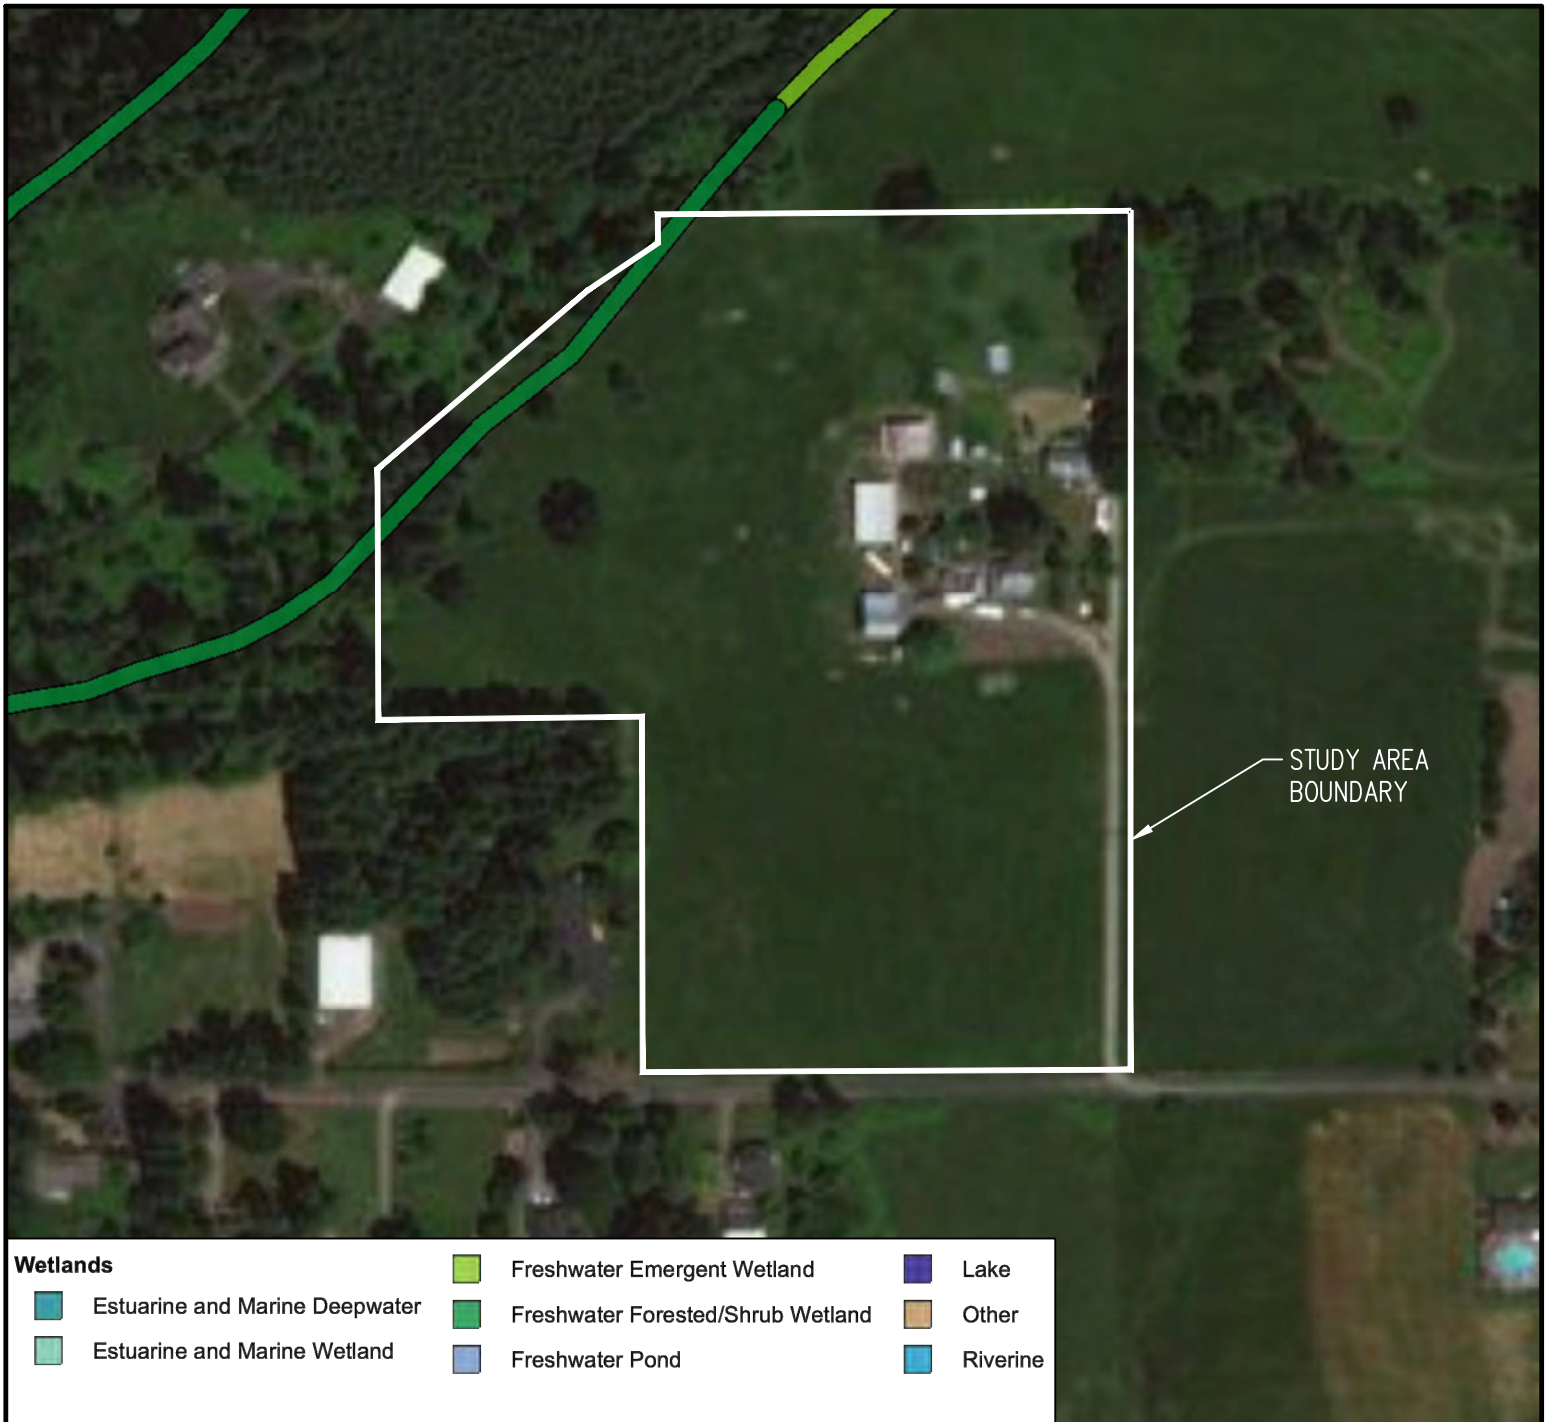 STUDY AREA
BOUNDARY
Wetlands
Estuarine and Marine Deepwater
Estuarine and Marine Wetland
Freshwater Emergent Wetland
Freshwater Forested/Shrub Wetland
Freshwater Pond
Lake
Other
Riverine